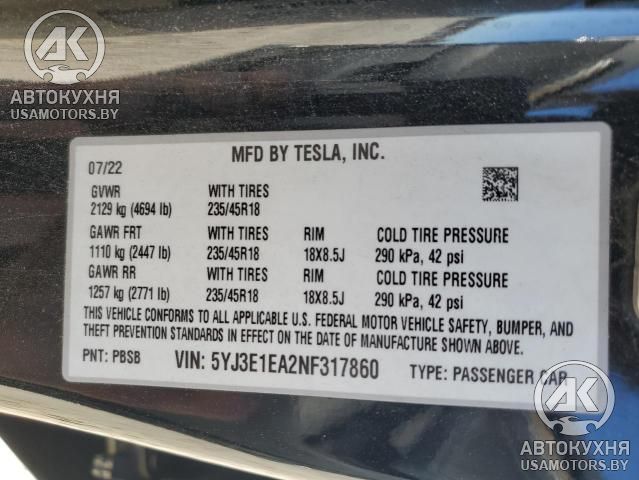 АК
АВТОКУХНЯ
USAMOTORS.BY
MFD BY TESLA, INC.
07/22
GVWR WITH TIRES
2129 kg (4694 lb) 235/45R18
GAWR FRT WITH TIRES RIM COLD TIRE PRESSURE
1110 kg (2447 lb) 235/45R18 18X8.5J 290 kPa, 42 psi
GAWR RR WITH TIRES RIM COLD TIRE PRESSURE
1257 kg (2771 lb) 235/45R18 18X8.5J 290 kPa, 42 psi
THIS VEHICLE CONFORMS TO ALL APPLICABLE U.S. FEDERAL MOTOR VEHICLE SAFETY, BUMPER, AND
THEFT PREVENTION STANDARDS IN EFFECT ON THE DATE OF MANUFACTURE SHOWN ABOVE.
PNT: PBSB VIN: 5YJ3E1EA2NF317860 TYPE: PASSENGER CAR
АК
АВТОКУХНЯ
USAMOTORS.BY